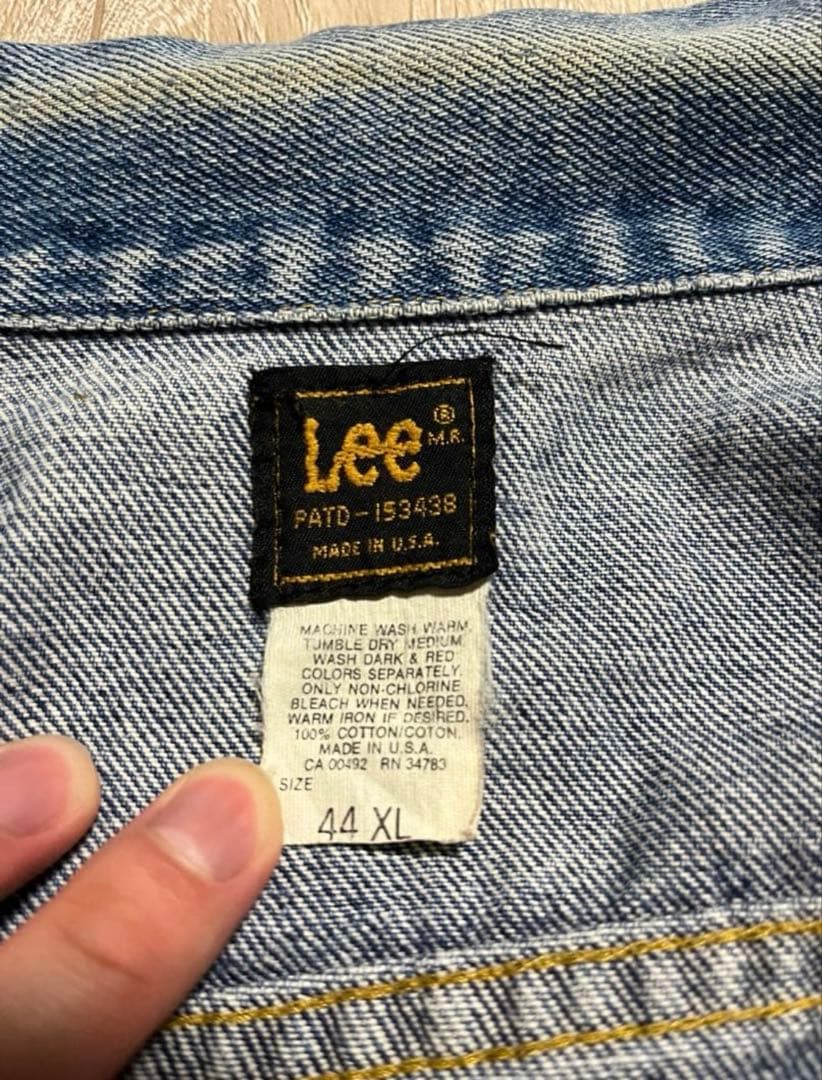 Lee ®
M.R.
PATD-153438
MADE IN U.S.A.
MACHINE WASH WARM.
TUMBLE DRY MEDIUM.
WASH DARK & RED
COLORS SEPARATELY.
ONLY NON-CHLORINE
BLEACH WHEN NEEDED.
WARM IRON IF DESIRED.
100% COTTON/COTON.
MADE IN U.S.A.
CA 00492 RN 34783
SIZE
44 XL